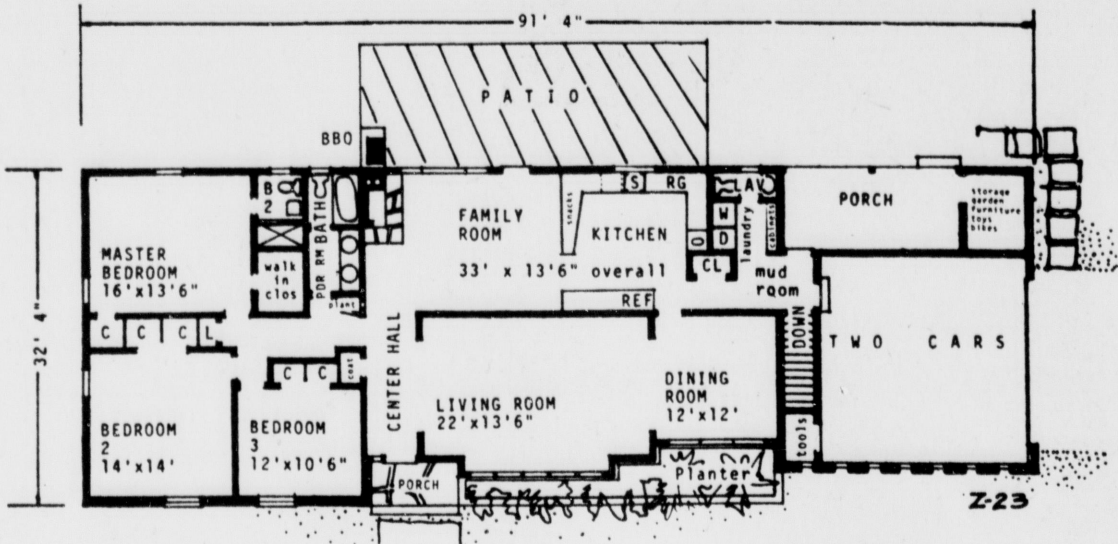 91' 4"
PATIO
BBQ
32' 4"
MASTER
BEDROOM
16'x13'6"
B
2
walk
in
clos
PDR RM
BATH
plant
FAMILY
ROOM
33' x 13'6" overall
snacks
S
RG
KITCHEN
O
REF
LAV
W
D
laundry
cabinets
CL
mud
room
PORCH
storage
garden
furniture
toys
bikes
C
C
C
L
C
C
coat
CENTER HALL
LIVING ROOM
22'x13'6"
DINING
ROOM
12'x12'
DOWN
TWO CARS
tools
BEDROOM
2
14'x14'
BEDROOM
3
12'x10'6"
PORCH
Planter
Z-23